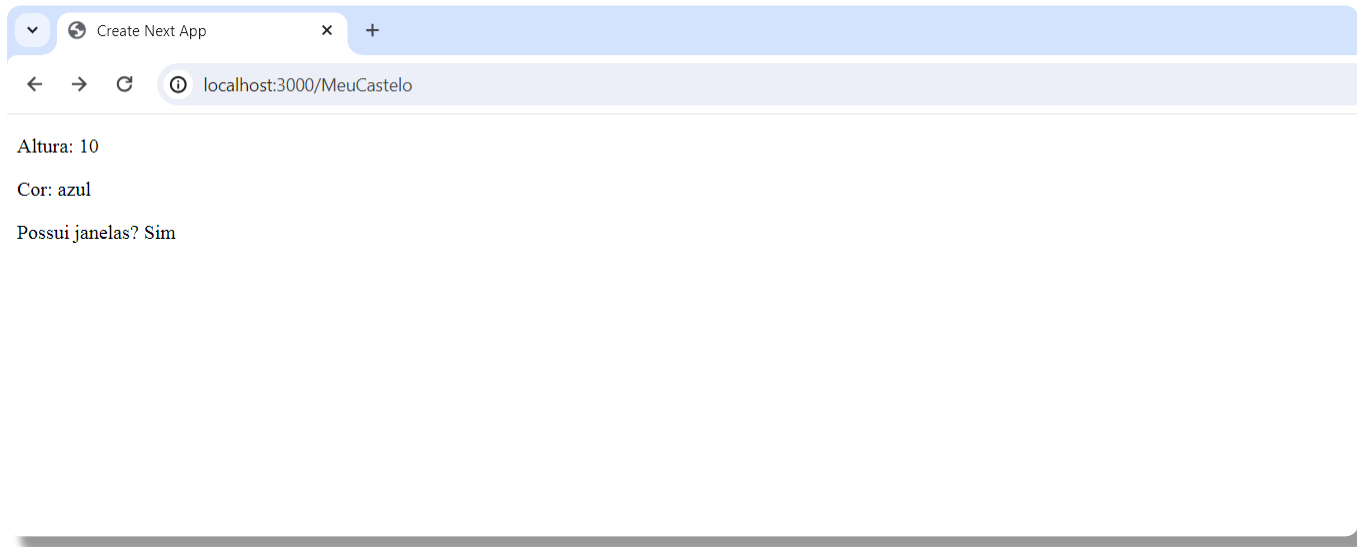 Create Next App
localhost:3000/MeuCastelo
Altura: 10
Cor: azul
Possui janelas? Sim